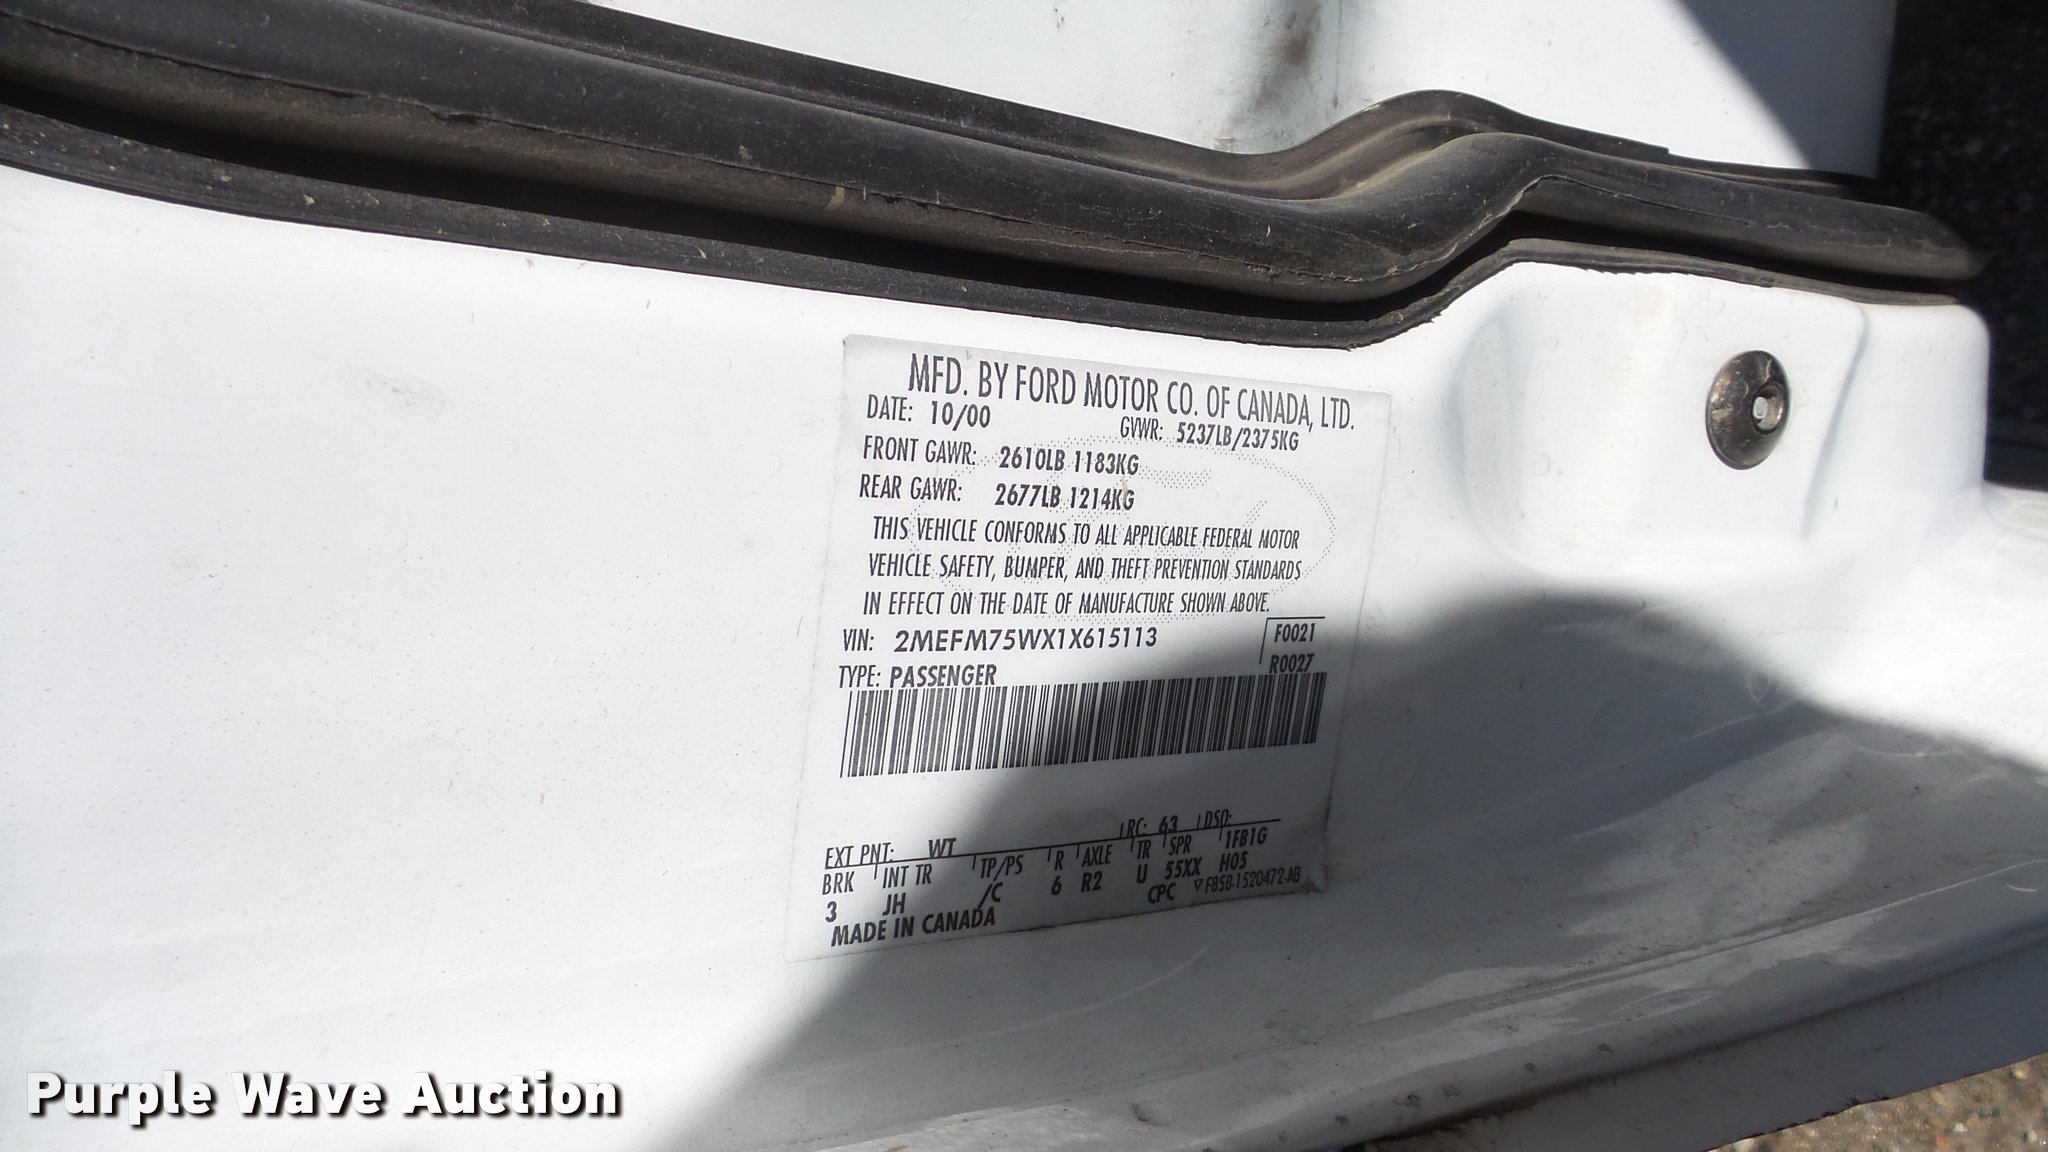 MFD. BY FORD MOTOR CO. OF CANADA, LTD.
DATE: 10/00 GVWR: 5237LB/2375KG
FRONT GAWR: 2610LB 1183KG
REAR GAWR: 2677LB 1214KG
THIS VEHICLE CONFORMS TO ALL APPLICABLE FEDERAL MOTOR
VEHICLE SAFETY, BUMPER, AND THEFT PREVENTION STANDARDS
IN EFFECT ON THE DATE OF MANUFACTURE SHOWN ABOVE.
VIN: 2MEFM75WX1X615113 F0021
TYPE: PASSENGER R0027
EXT PNT: WT RC: 63 DSO:
BRK INT TR TP/PS R AXLE TR SPR 1FB1G
3 JH /C 6 R2 U 55XX H05
MADE IN CANADA CPC ▽F85B-1520472-AB
Purple Wave Auction